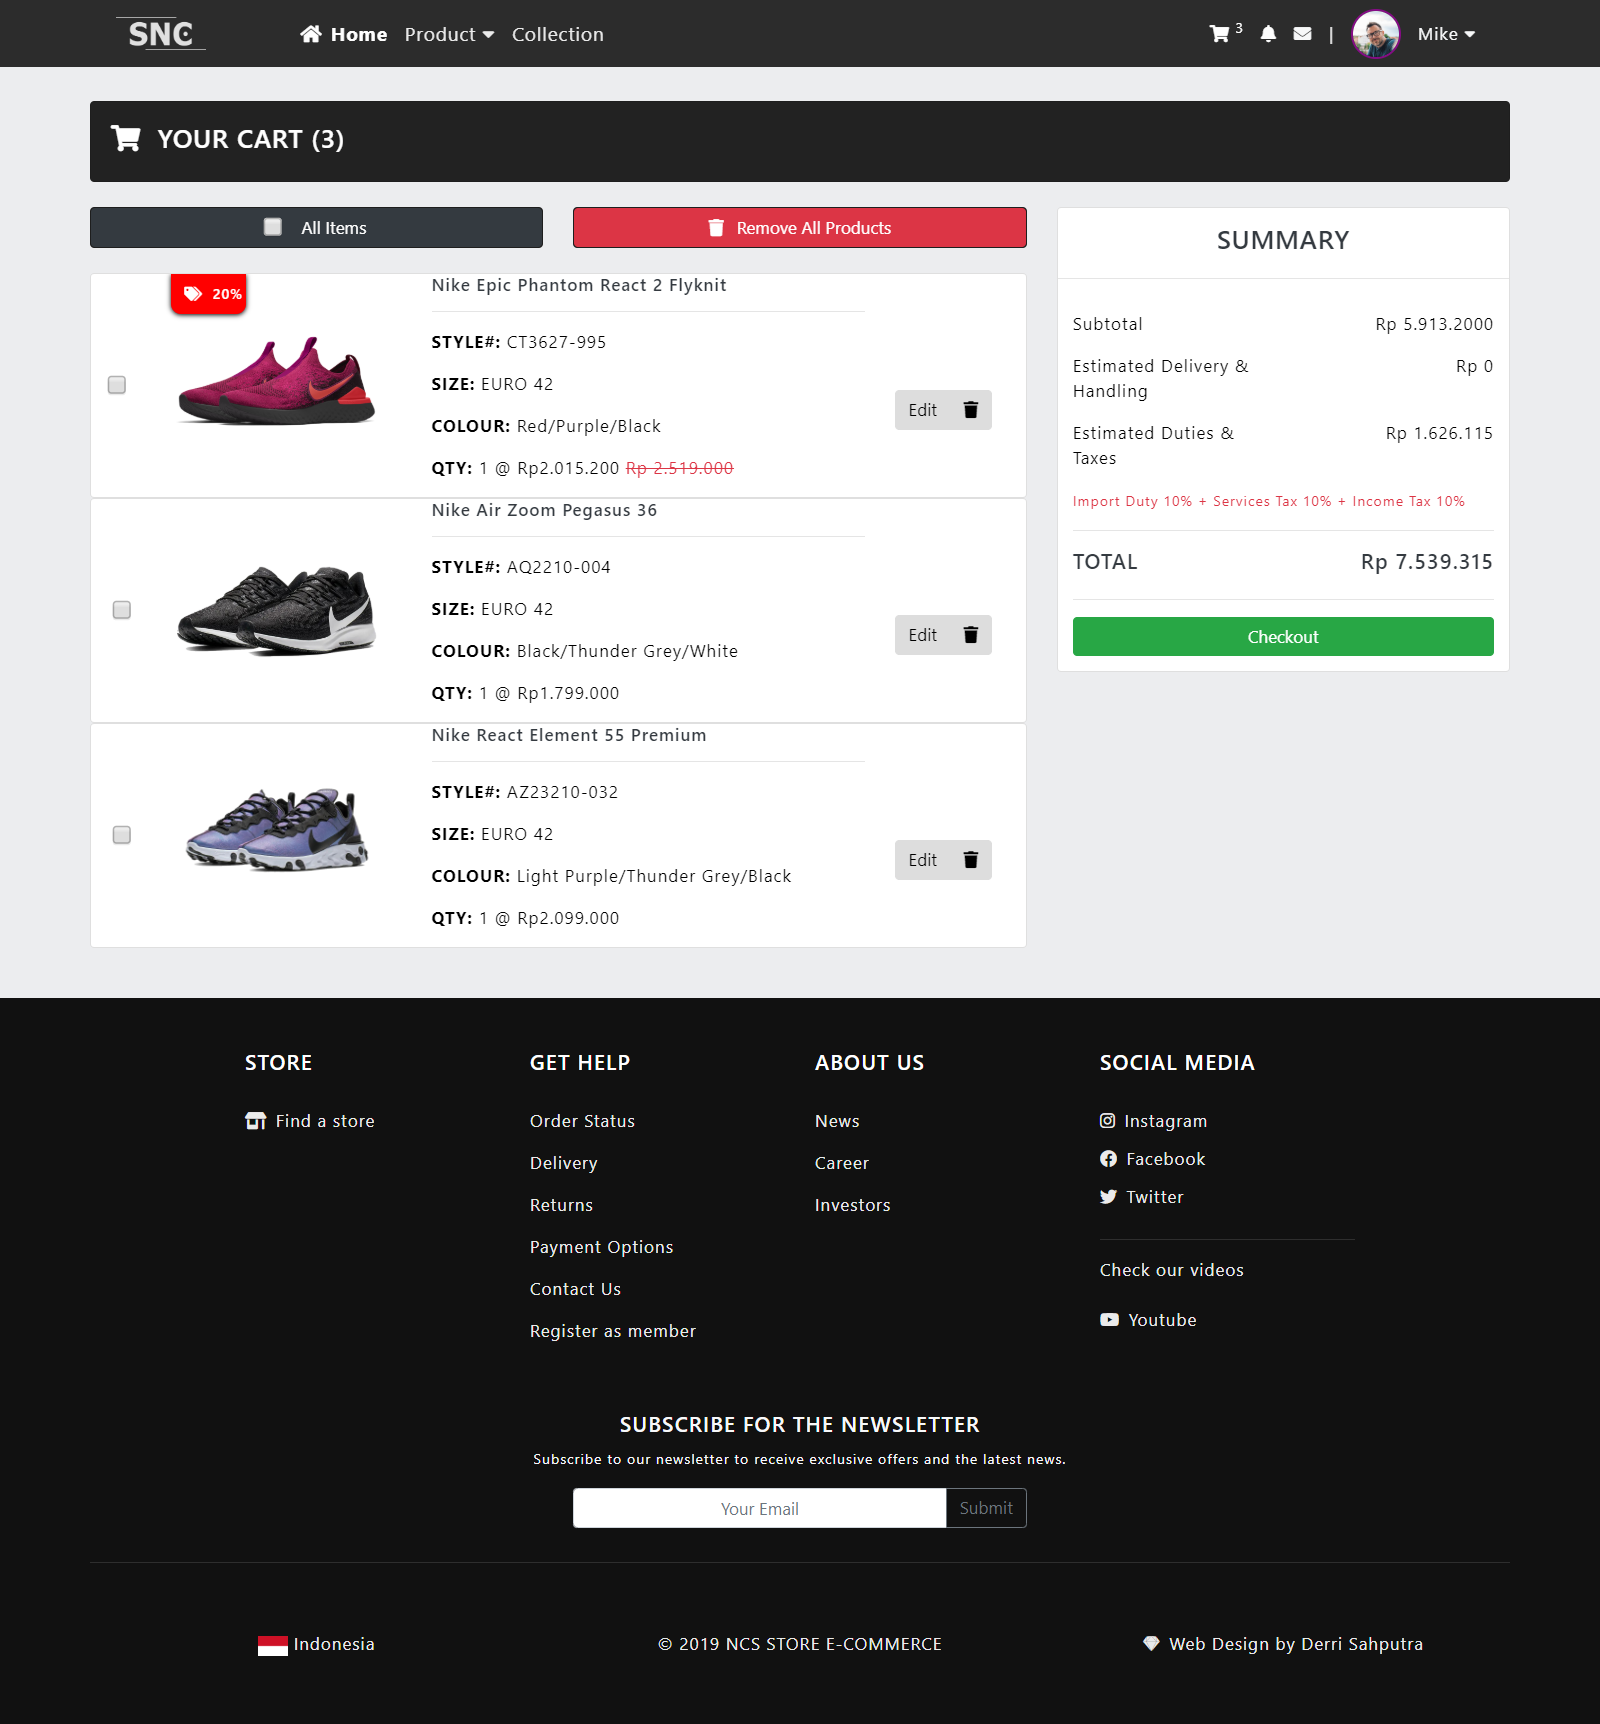 SNC
Home Product Collection
3 | Mike
YOUR CART (3)
All Items
Remove All Products
20%
Nike Epic Phantom React 2 Flyknit
STYLE#: CT3627-995
SIZE: EURO 42
COLOUR: Red/Purple/Black
QTY: 1 @ Rp2.015.200 Rp 2.519.000
Edit
Nike Air Zoom Pegasus 36
STYLE#: AQ2210-004
SIZE: EURO 42
COLOUR: Black/Thunder Grey/White
QTY: 1 @ Rp1.799.000
Edit
Nike React Element 55 Premium
STYLE#: AZ23210-032
SIZE: EURO 42
COLOUR: Light Purple/Thunder Grey/Black
QTY: 1 @ Rp2.099.000
Edit
SUMMARY
Subtotal Rp 5.913.2000
Estimated Delivery & Rp 0
Handling
Estimated Duties & Rp 1.626.115
Taxes
Import Duty 10% + Services Tax 10% + Income Tax 10%
TOTAL Rp 7.539.315
Checkout
STORE
Find a store
GET HELP
Order Status
Delivery
Returns
Payment Options
Contact Us
Register as member
ABOUT US
News
Career
Investors
SOCIAL MEDIA
Instagram
Facebook
Twitter
Check our videos
Youtube
SUBSCRIBE FOR THE NEWSLETTER
Subscribe to our newsletter to receive exclusive offers and the latest news.
Your Email Submit
Indonesia
© 2019 NCS STORE E-COMMERCE
Web Design by Derri Sahputra